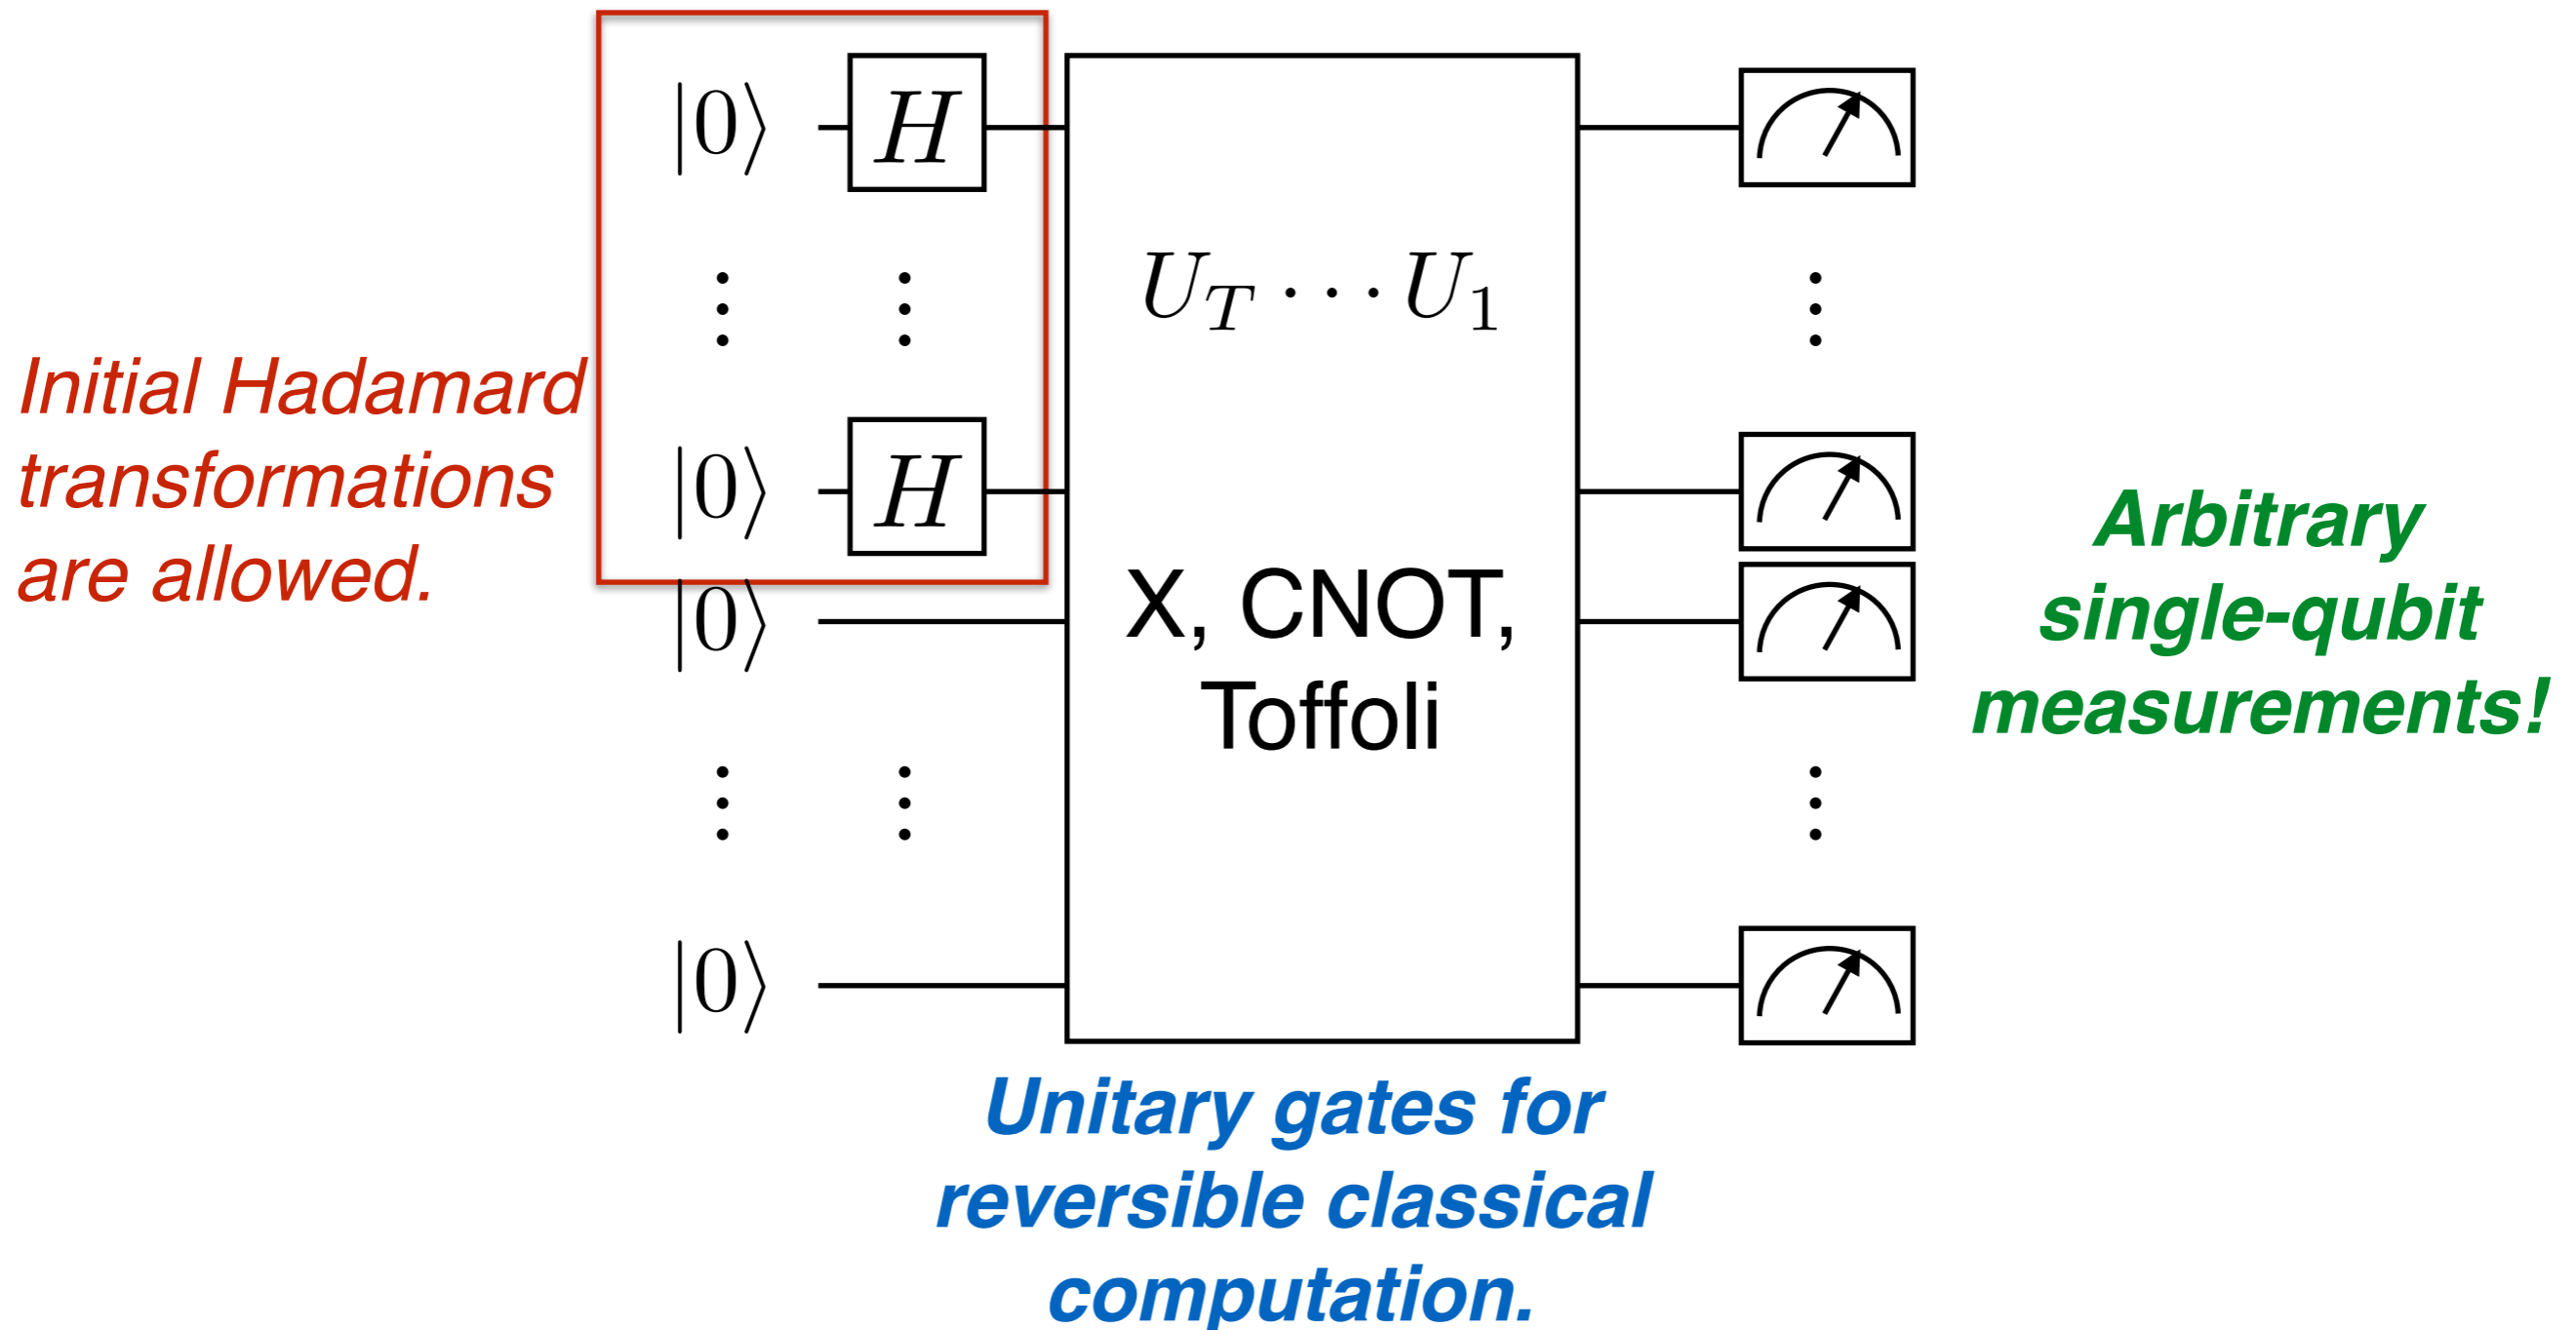 |0⟩ H
U_T ⋯ U_1
Initial Hadamard
transformations
are allowed.
|0⟩ H
|0⟩
X, CNOT,
Toffoli
Arbitrary
single-qubit
measurements!
|0⟩
Unitary gates for
reversible classical
computation.